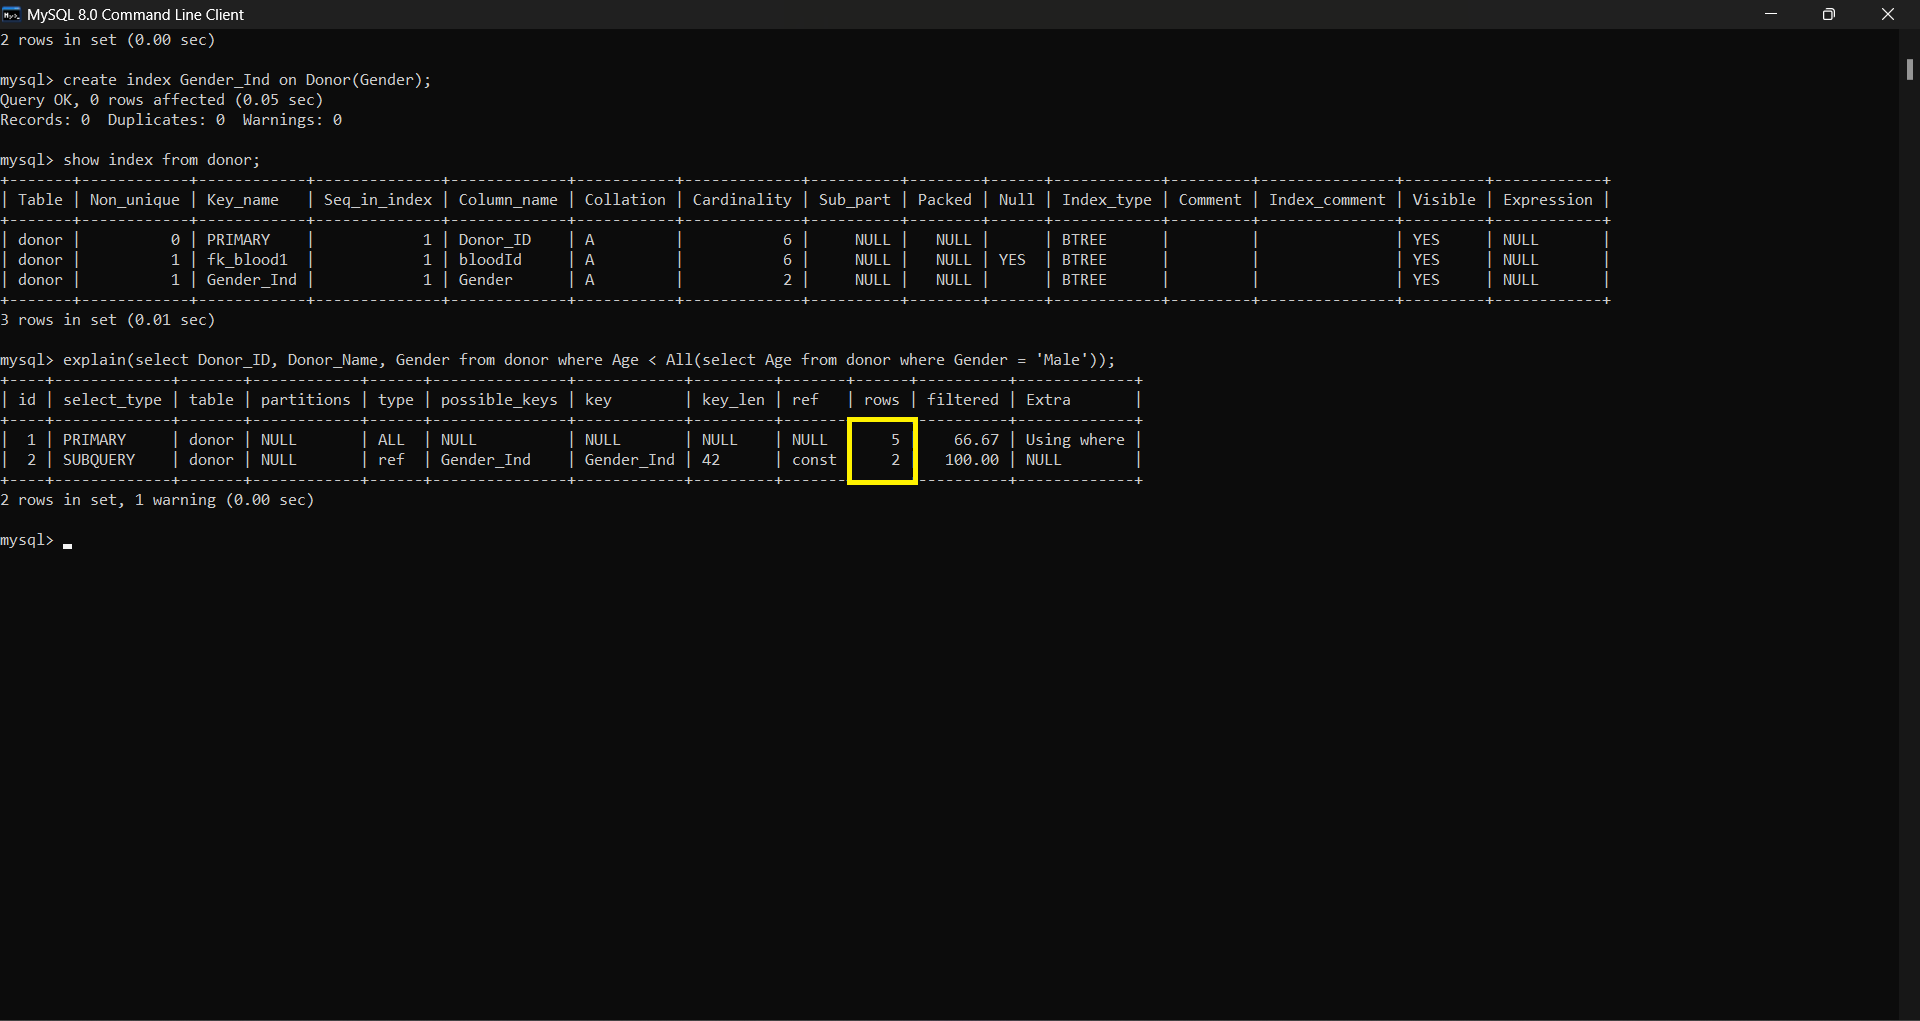 MySQL 8.0 Command Line Client
2 rows in set (0.00 sec)
mysql> create index Gender_Ind on Donor(Gender);
Query OK, 0 rows affected (0.05 sec)
Records: 0  Duplicates: 0  Warnings: 0
mysql> show index from donor;
+-------+------------+------------+--------------+-------------+-----------+-------------+----------+--------+------+------------+---------+---------------+---------+------------+
| Table | Non_unique | Key_name   | Seq_in_index | Column_name | Collation | Cardinality | Sub_part | Packed | Null | Index_type | Comment | Index_comment | Visible | Expression |
+-------+------------+------------+--------------+-------------+-----------+-------------+----------+--------+------+------------+---------+---------------+---------+------------+
| donor |          0 | PRIMARY    |            1 | Donor_ID    | A         |           6 |     NULL |   NULL |      | BTREE      |         |               | YES     | NULL       |
| donor |          1 | fk_blood1  |            1 | bloodId     | A         |           6 |     NULL |   NULL | YES  | BTREE      |         |               | YES     | NULL       |
| donor |          1 | Gender_Ind |            1 | Gender      | A         |           2 |     NULL |   NULL |      | BTREE      |         |               | YES     | NULL       |
+-------+------------+------------+--------------+-------------+-----------+-------------+----------+--------+------+------------+---------+---------------+---------+------------+
3 rows in set (0.01 sec)
mysql> explain(select Donor_ID, Donor_Name, Gender from donor where Age < All(select Age from donor where Gender = 'Male'));
+----+-------------+-------+------------+------+---------------+------------+---------+-------+------+----------+-------------+
| id | select_type | table | partitions | type | possible_keys | key        | key_len | ref   | rows | filtered | Extra       |
+----+-------------+-------+------------+------+---------------+------------+---------+-------+------+----------+-------------+
|  1 | PRIMARY     | donor | NULL       | ALL  | NULL          | NULL       | NULL    | NULL  |    5 |    66.67 | Using where |
|  2 | SUBQUERY    | donor | NULL       | ref  | Gender_Ind    | Gender_Ind | 42      | const |    2 |   100.00 | NULL        |
+----+-------------+-------+------------+------+---------------+------------+---------+-------+------+----------+-------------+
2 rows in set, 1 warning (0.00 sec)
mysql> _